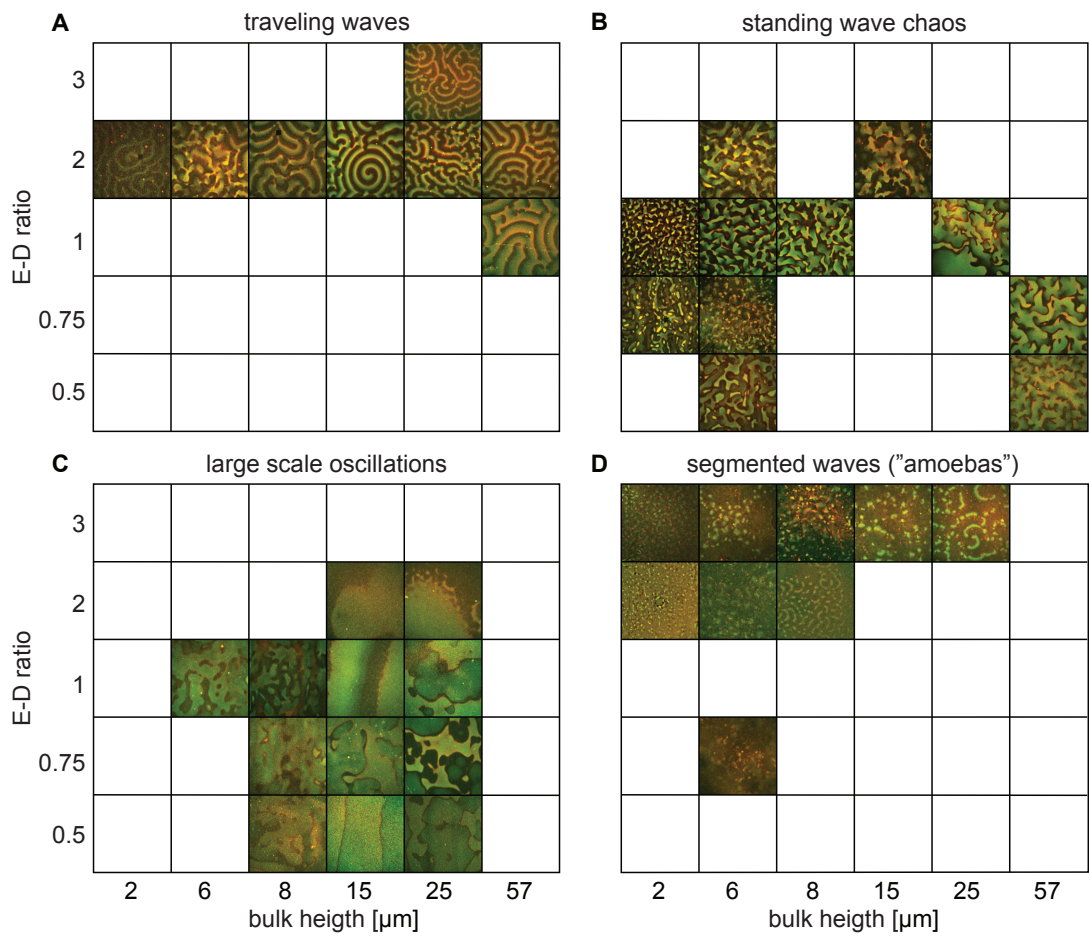 A traveling waves
B standing wave chaos
3
2
1
0.75
0.5
E-D ratio
C large scale oscillations
D segmented waves ("amoebas")
3
2
1
0.75
0.5
E-D ratio
2 6 8 15 25 57
bulk heigth [µm]
2 6 8 15 25 57
bulk heigth [µm]